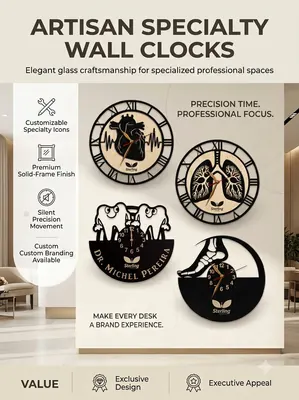 ARTISAN SPECIALTY
WALL CLOCKS
Elegant glass craftsmanship for specialized professional spaces
Customizable
Specialty Icons
Premium
Solid-Frame Finish
Silent
Precision
Movement
Custom
Custom Branding
Available
PRECISION TIME.
PROFESSIONAL FOCUS.
Sterling
Sterling
DR. MICHEL PEREIRA
Sterling
MAKE EVERY DESK
A BRAND EXPERIENCE.
VALUE
Exclusive
Design
Executive Appeal